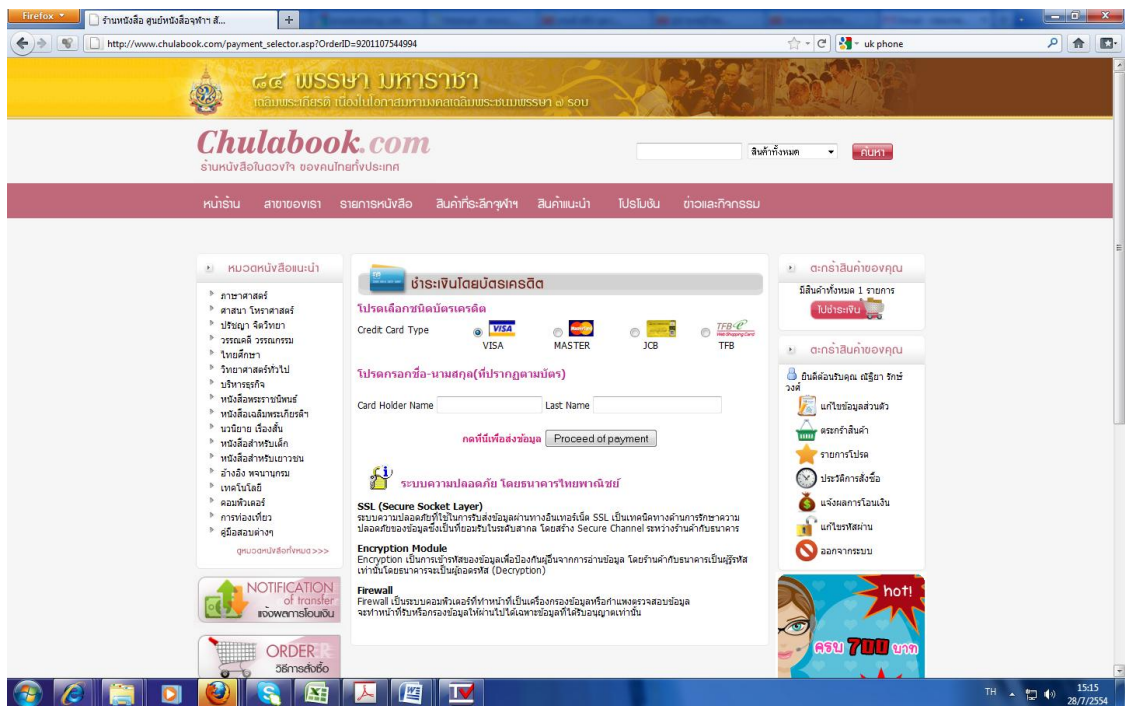 Firefox
ร้านหนังสือ ศูนย์หนังสือจุฬาฯ สั...
http://www.chulabook.com/payment_selector.asp?OrderID=9201107544994
uk phone
๘๔ พรรษา มหาราชา
เฉลิมพระเกียรติ เนื่องในโอกาสมหามงคลเฉลิมพระชนมพรรษา ๗ รอบ
Chulabook.com
ร้านหนังสือในดวงใจ ของคนไทยทั้งประเทศ
สินค้าทั้งหมด
ค้นหา
หน้าร้าน สาขาของเรา รายการหนังสือ สินค้าที่ระลึกจุฬาฯ สินค้าแนะนำ โปรโมชัน ข่าวและกิจกรรม
หมวดหนังสือแนะนำ
ภาษาศาสตร์
ศาสนา โหราศาสตร์
ปรัชญา จิตวิทยา
วรรณคดี วรรณกรรม
ไทยศึกษา
วิทยาศาสตร์ทั่วไป
บริหารธุรกิจ
หนังสือพระราชนิพนธ์
หนังสือเฉลิมพระเกียรติฯ
นวนิยาย เรื่องสั้น
หนังสือสำหรับเด็ก
หนังสือสำหรับเยาวชน
อ้างอิง พจนานุกรม
เทคโนโลยี
คอมพิวเตอร์
การท่องเที่ยว
คู่มือสอบต่างๆ
ดูหมวดหนังสือทั้งหมด>>>
NOTIFICATION
of transfer
แจ้งผลการโอนเงิน
ORDER
วิธีการสั่งซื้อ
ชำระเงินโดยบัตรเครดิต
โปรดเลือกชนิดบัตรเครดิต
Credit Card Type
VISA
MasterCard
TFB-e
VISA MASTER JCB TFB
โปรดกรอกชื่อ-นามสกุล(ที่ปรากฏตามบัตร)
Card Holder Name Last Name
กดที่นี่เพื่อส่งข้อมูล Proceed of payment
ระบบความปลอดภัย โดยธนาคารไทยพาณิชย์
SSL (Secure Socket Layer)
ระบบความปลอดภัยที่ใช้ในการรับส่งข้อมูลผ่านทางอินเทอร์เน็ต SSL เป็นเทคนิคทางด้านการรักษาความ
ปลอดภัยของข้อมูลซึ่งเป็นที่ยอมรับในระดับสากล โดยสร้าง Secure Channel ระหว่างร้านค้ากับธนาคาร
Encryption Module
Encryption เป็นการเข้ารหัสของข้อมูลเพื่อป้องกันผู้อื่นจากการอ่านข้อมูล โดยร้านค้ากับธนาคารเป็นผู้รู้รหัส
เท่านั้นโดยธนาคารจะเป็นผู้ถอดรหัส (Decryption)
Firewall
Firewall เป็นระบบคอมพิวเตอร์ที่ทำหน้าที่เป็นเครื่องกรองข้อมูลหรือกำแพงตรวจสอบข้อมูล
จะทำหน้าที่รับหรือกรองข้อมูลให้ผ่านไปได้เฉพาะข้อมูลที่ได้รับอนุญาตเท่านั้น
ตะกร้าสินค้าของคุณ
มีสินค้าทั้งหมด 1 รายการ
ไปชำระเงิน
ตะกร้าสินค้าของคุณ
ยินดีต้อนรับคุณ ณัฐิยา รักษ์
วงศ์
แก้ไขข้อมูลส่วนตัว
ตระกร้าสินค้า
รายการโปรด
ประวัติการสั่งซื้อ
แจ้งผลการโอนเงิน
แก้ไขรหัสผ่าน
ออกจากระบบ
hot!
ครบ 700 บาท
TH
15:15
28/7/2554